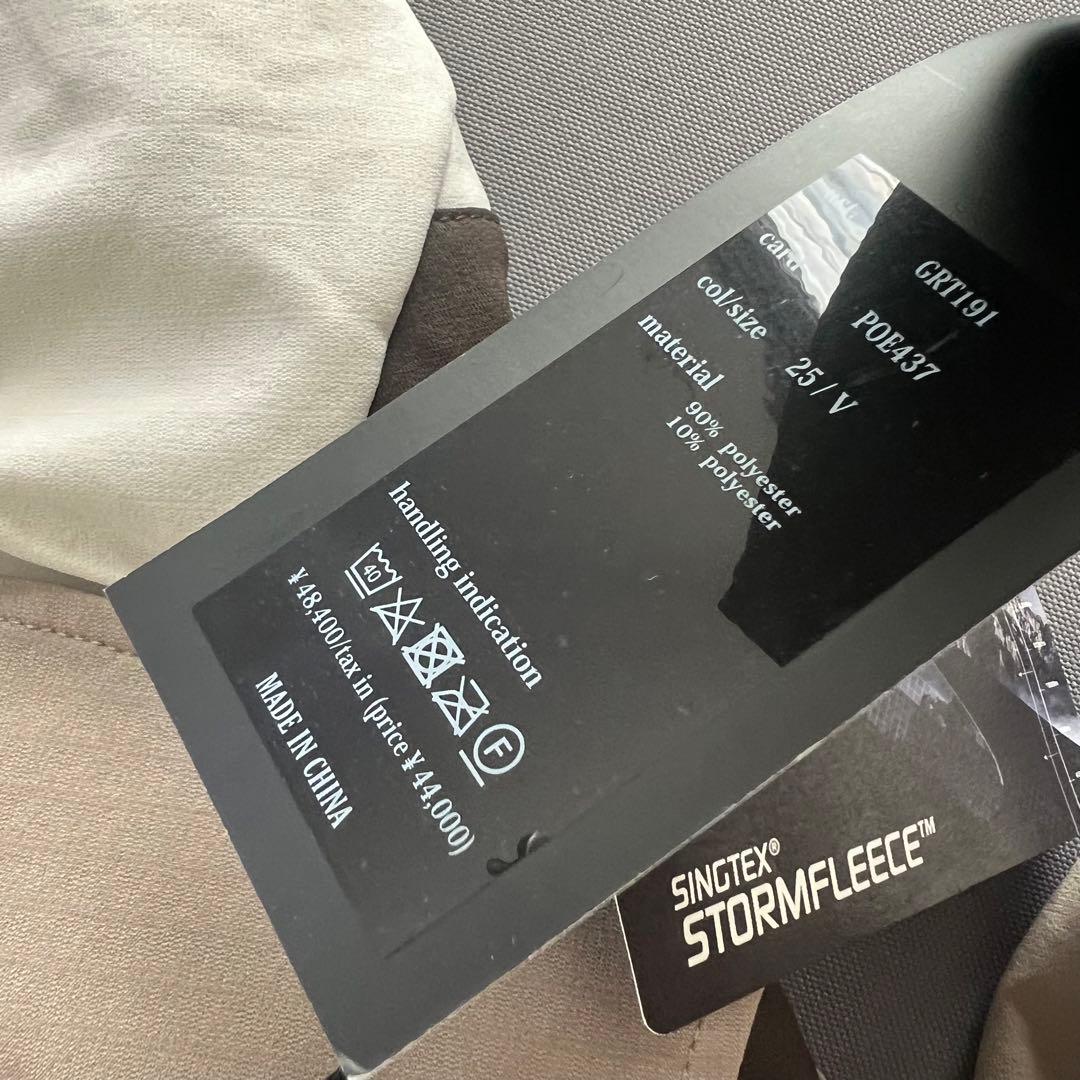 GRT191
card POE437
col/size 25 / V
material 90% polyester
10% polyester
handling indication
40
F
¥48,400/tax in (price ¥44,000)
MADE IN CHINA
SINGTEX®
STORMFLEECE™